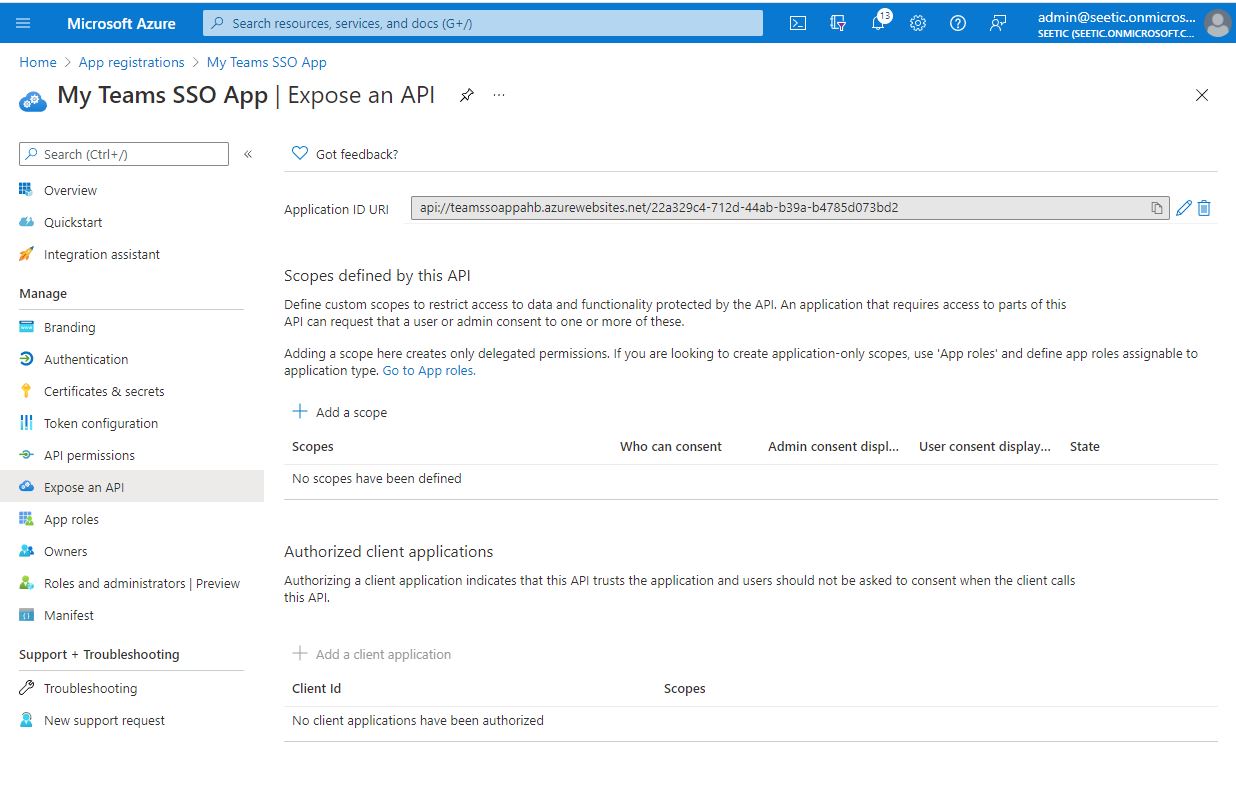 Microsoft Azure
Search resources, services, and docs (G+/)
13
admin@seetic.onmicros...
SEETIC (SEETIC.ONMICROSOFT.C...
Home > App registrations > My Teams SSO App
My Teams SSO App | Expose an API
...
Search (Ctrl+/)
«
Overview
Quickstart
Integration assistant
Manage
Branding
Authentication
Certificates & secrets
Token configuration
API permissions
Expose an API
App roles
Owners
Roles and administrators | Preview
Manifest
Support + Troubleshooting
Troubleshooting
New support request
Got feedback?
Application ID URI
api://teamssoappahb.azurewebsites.net/22a329c4-712d-44ab-b39a-b4785d073bd2
Scopes defined by this API
Define custom scopes to restrict access to data and functionality protected by the API. An application that requires access to parts of this
API can request that a user or admin consent to one or more of these.
Adding a scope here creates only delegated permissions. If you are looking to create application-only scopes, use 'App roles' and define app roles assignable to
application type. Go to App roles.
+ Add a scope
Scopes Who can consent Admin consent displ... User consent display... State
No scopes have been defined
Authorized client applications
Authorizing a client application indicates that this API trusts the application and users should not be asked to consent when the client calls
this API.
+ Add a client application
Client Id Scopes
No client applications have been authorized